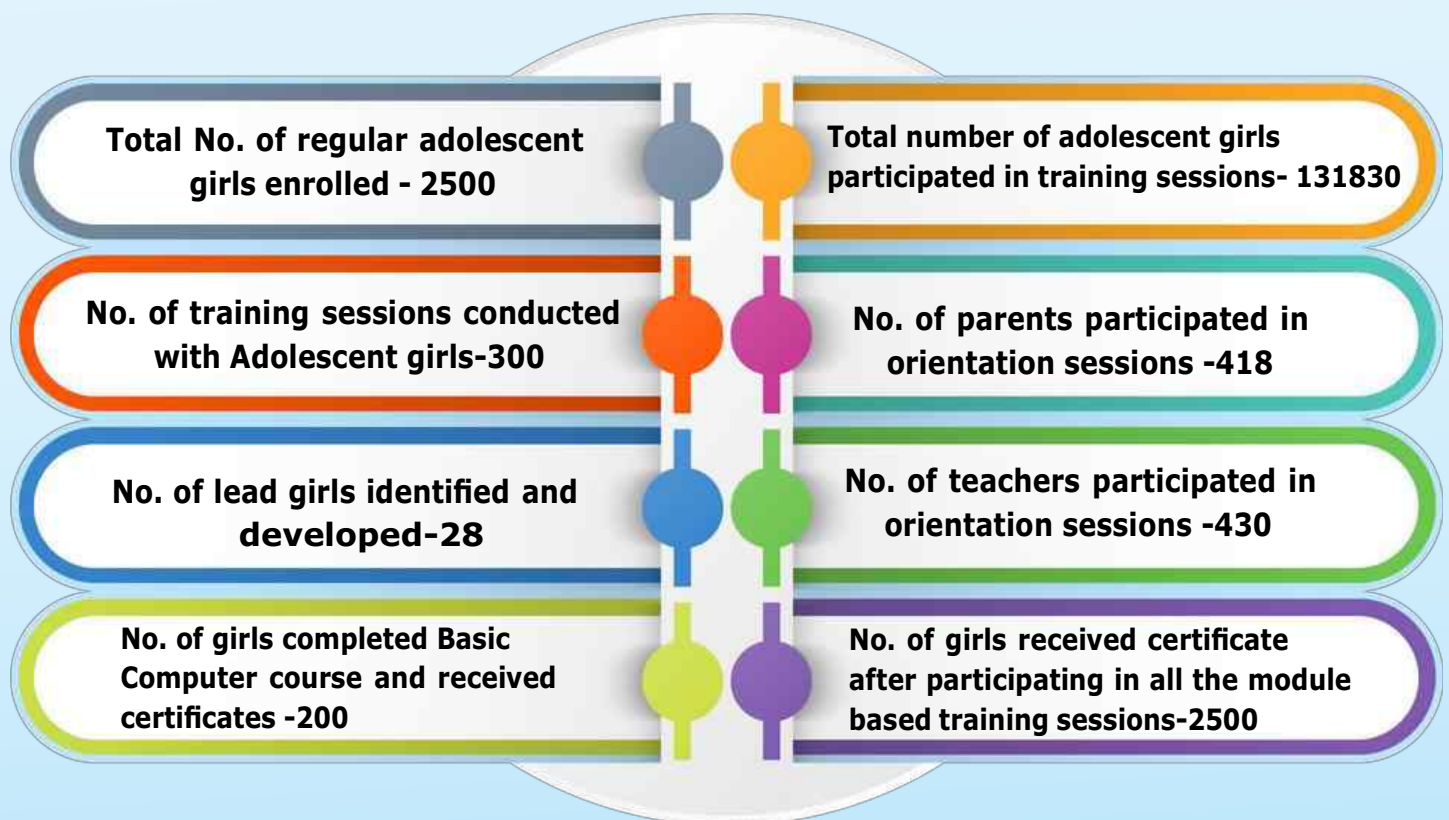 Total No. of regular adolescent
girls enrolled - 2500
Total number of adolescent girls
participated in training sessions- 131830
No. of training sessions conducted
with Adolescent girls-300
No. of parents participated in
orientation sessions -418
No. of lead girls identified and
developed-28
No. of teachers participated in
orientation sessions -430
No. of girls completed Basic
Computer course and received
certificates -200
No. of girls received certificate
after participating in all the module
based training sessions-2500